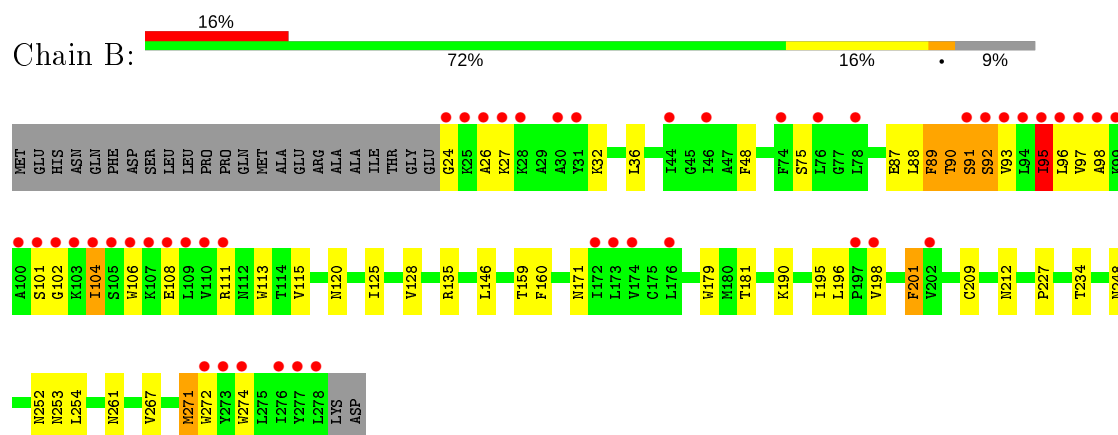 16%
Chain B:
72% 16% • 9%
MET GLU HIS ASN GLN PHE ASP SER LEU LEU PRO PRO GLN MET ALA GLU ARG ALA ALA ILE THR GLY GLU G24 K25 A26 K27 K28 A29 A30 Y31 K32 L36 I44 G45 I46 A47 F48 F74 S75 L76 G77 L78 E87 L88 F89 T90 S91 S92 V93 L94 I95 L96 V97 A98 K99
A100 S101 G102 K103 I104 S105 W106 K107 E108 L109 V110 R111 N112 W113 T114 V115 N120 I125 V128 R135 L146 T159 F160 N171 I172 L173 V174 C175 L176 W179 M180 T181 K190 I195 L196 P197 V198 F201 V202 C209 N212 P227 T234 N248
N252 N253 L254 N261 V267 M271 W272 Y273 W274 L275 I276 Y277 L278 LYS ASP